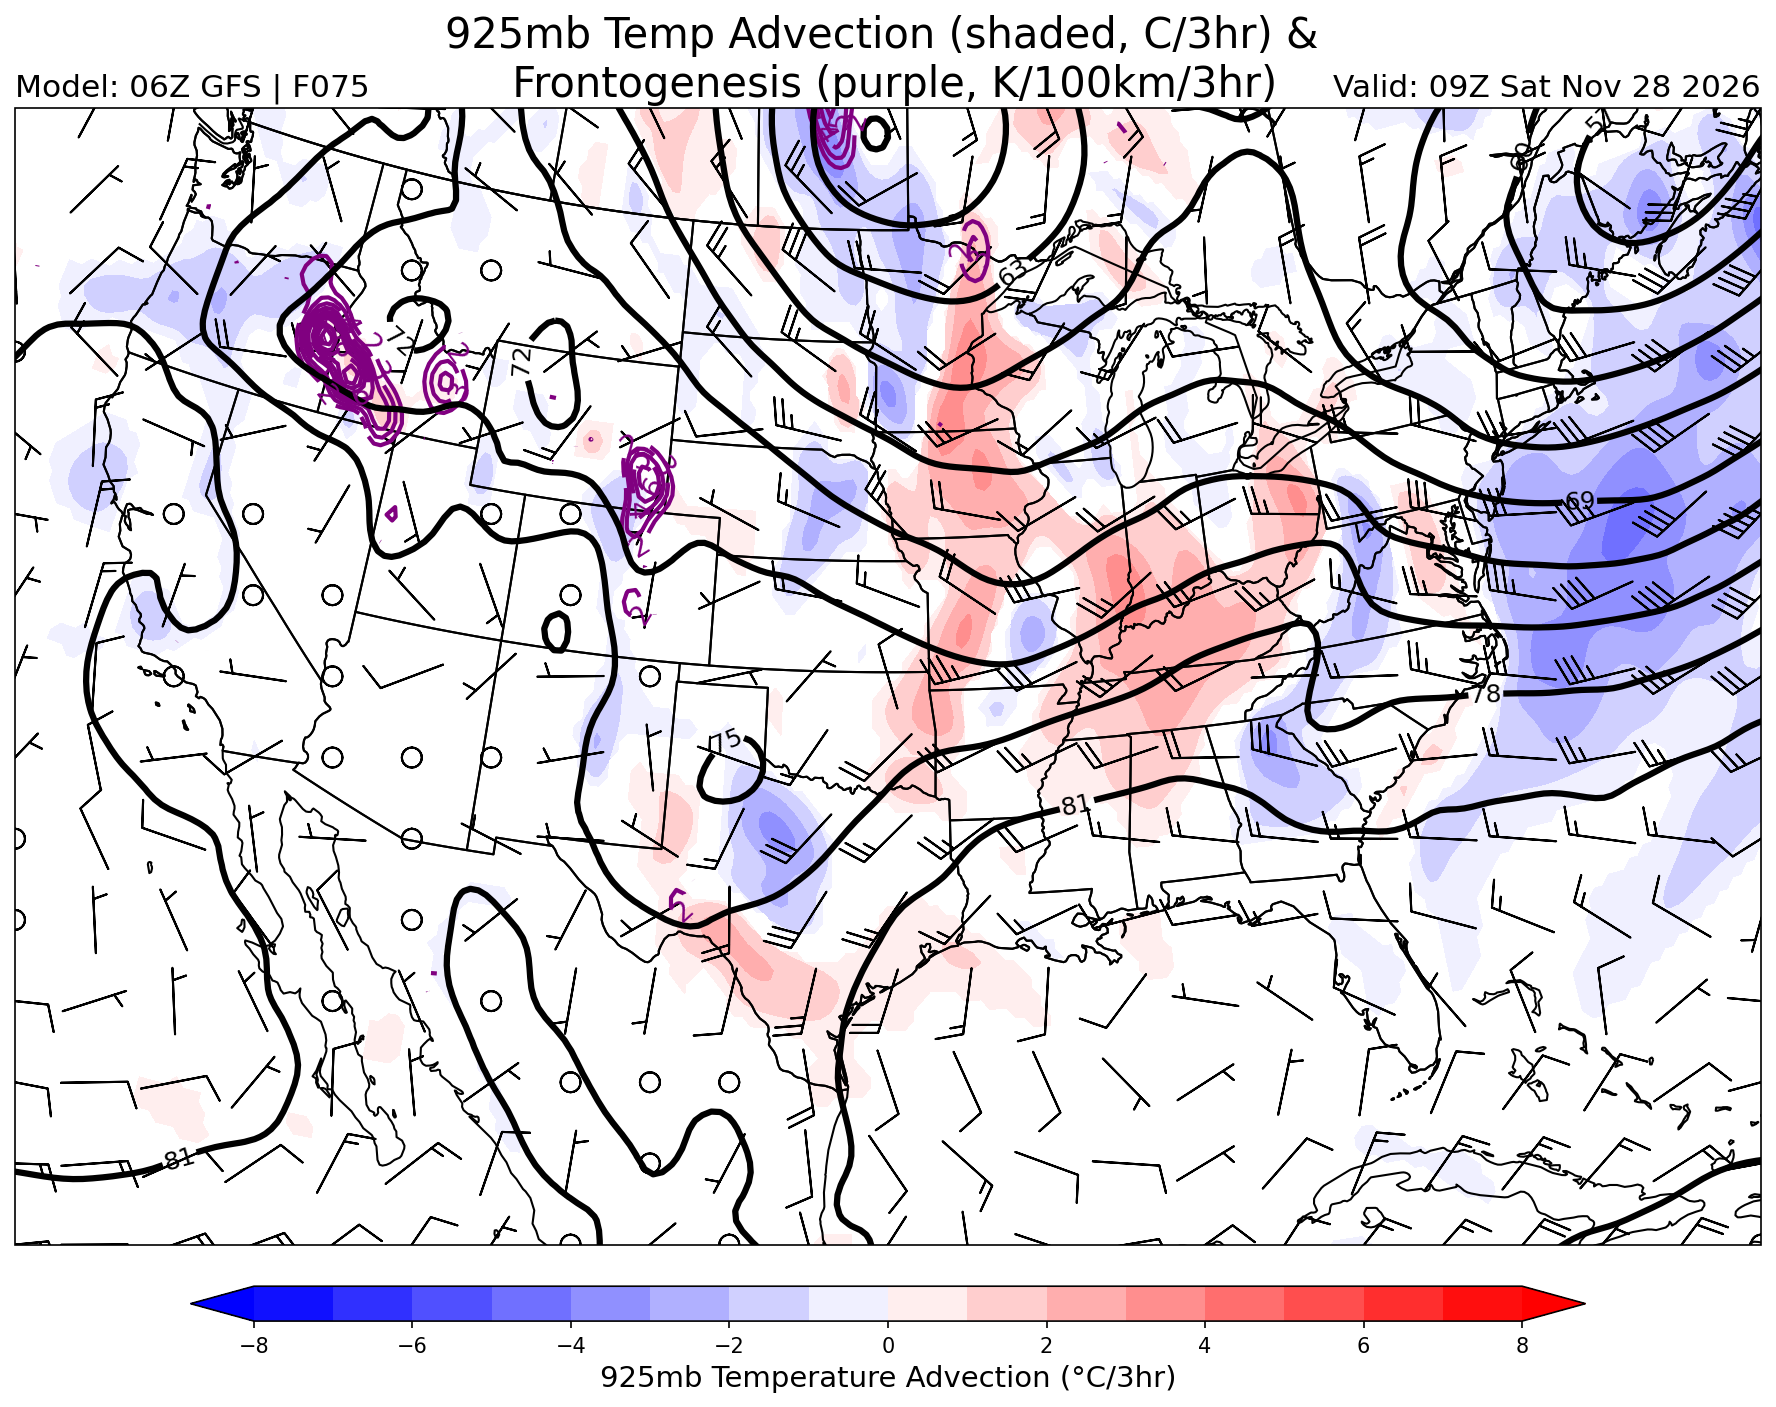 925mb Temp Advection (shaded, C/3hr) &
Frontogenesis (purple, K/100km/3hr)
Model: 06Z GFS | F075
Valid: 09Z Sat Nov 28 2026
63
72
69
78
75
81
81
−8 −6 −4 −2 0 2 4 6 8
925mb Temperature Advection (°C/3hr)